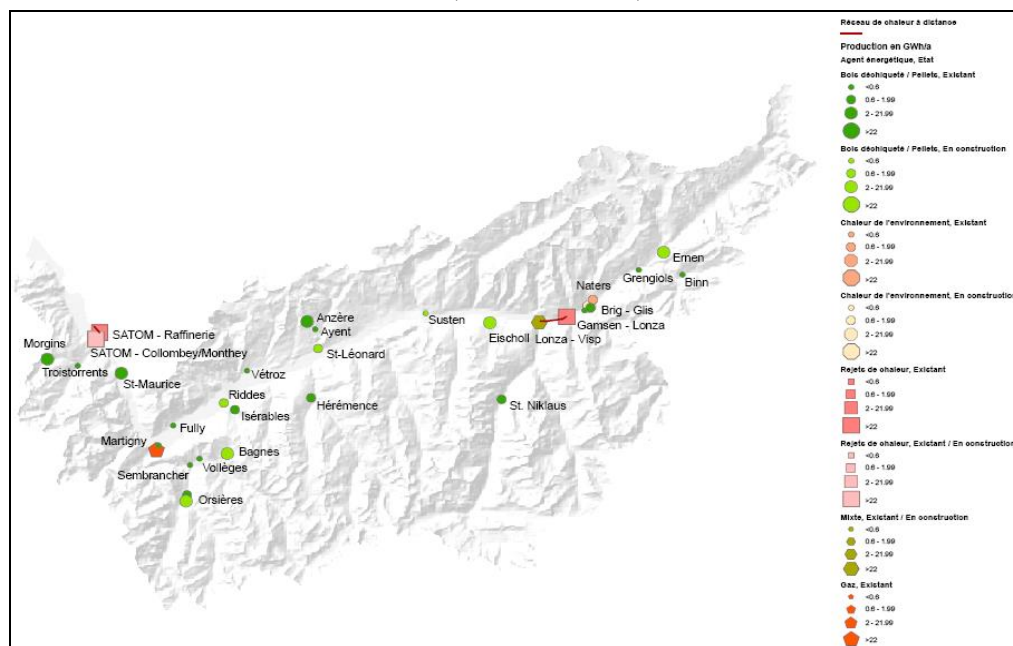 Réseau de chaleur à distance
Production en GWh/a
Agent énergétique, Etat
Bois déchiqueté / Pellets, Existant
<0.6
0.6 - 1.99
2 - 21.99
>22
Bois déchiqueté / Pellets, En construction
<0.6
0.6 - 1.99
2 - 21.99
>22
Chaleur de l'environnement, Existant
<0.6
0.6 - 1.99
2 - 21.99
>22
Chaleur de l'environnement, En construction
<0.6
0.6 - 1.99
2 - 21.99
>22
Rejets de chaleur, Existant
<0.6
0.6 - 1.99
2 - 21.99
>22
Rejets de chaleur, Existant / En construction
<0.6
0.6 - 1.99
2 - 21.99
>22
Mixte, Existant / En construction
<0.6
0.6 - 1.99
2 - 21.99
>22
Gaz, Existant
<0.6
0.6 - 1.99
2 - 21.99
>22
Ernen
Grengiols
Binn
Naters
Brig - Glis
Gamsen - Lonza
Lonza - Visp
Eischoll
Susten
Anzère
Ayent
St-Léonard
SATOM - Raffinerie
SATOM - Collombey/Monthey
Morgins
Troistorrents
St-Maurice
Vétroz
Riddes
Isérables
Hérémence
St. Niklaus
Fully
Martigny
Bagnes
Vollèges
Sembrancher
Orsières